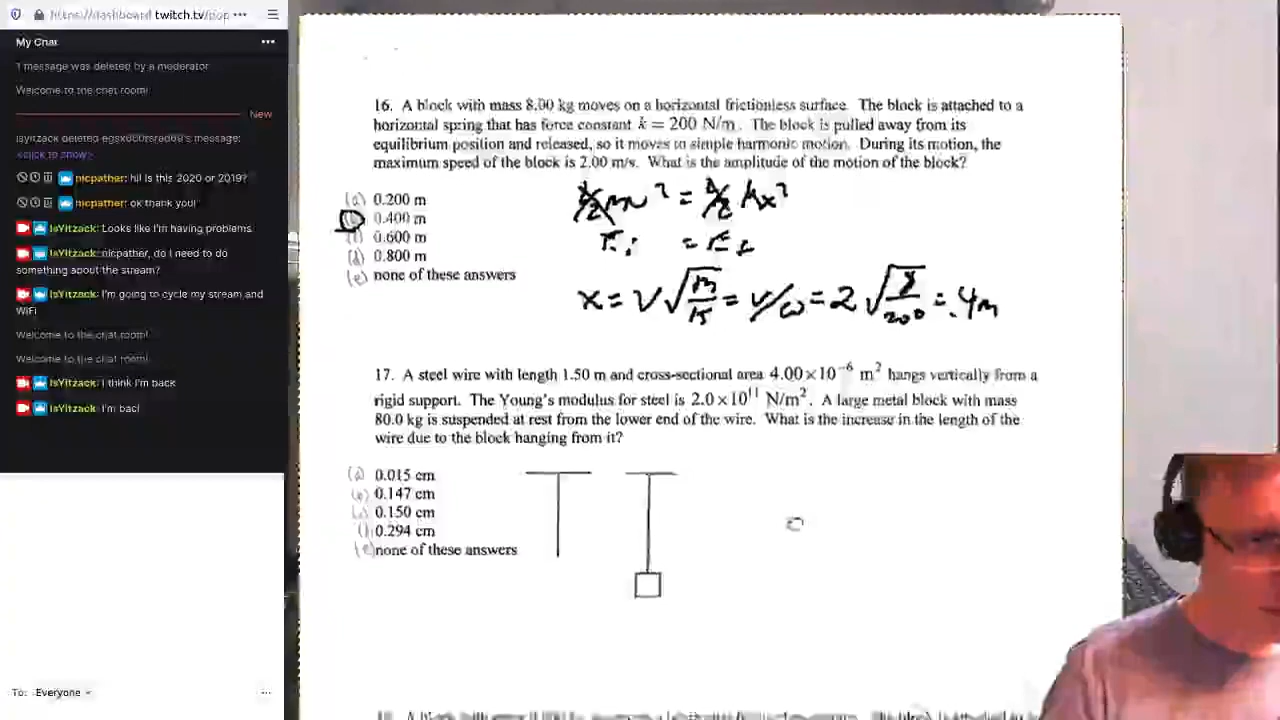 https://dashboard.twitch.tv/pop
My Chat
1 message was deleted by a moderator
Welcome to the chat room!
New
message:
<click to show>
nicpather: hi! Is this 2020 or 2019?
nicpather: ok thank you!
IsYitzack: Looks like I'm having problems
IsYitzack: nicpather, do I need to do
something about the stream?
IsYitzack: I'm going to cycle my stream and
WiFi
Welcome to the chat room!
Welcome to the chat room!
IsYitzack: I think I'm back
IsYitzack: I'm bac!
To: Everyone
16. A block with mass 8.00 kg moves on a horizontal frictionless surface. The block is attached to a
horizontal spring that has force constant k = 200 N/m. The block is pulled away from its
equilibrium position and released, so it moves in simple harmonic motion. During its motion, the
maximum speed of the block is 2.00 m/s. What is the amplitude of the motion of the block?
(a) 0.200 m
0.400 m
0.600 m
(d) 0.800 m
(e) none of these answers
= ½ kx²
x = v√m/k = v/ω = 2√8/200 = .4m
17. A steel wire with length 1.50 m and cross-sectional area 4.00×10⁻⁶ m² hangs vertically from a
rigid support. The Young's modulus for steel is 2.0×10¹¹ N/m². A large metal block with mass
80.0 kg is suspended at rest from the lower end of the wire. What is the increase in the length of the
wire due to the block hanging from it?
0.015 cm
0.147 cm
0.150 cm
0.294 cm
(e) none of these answers